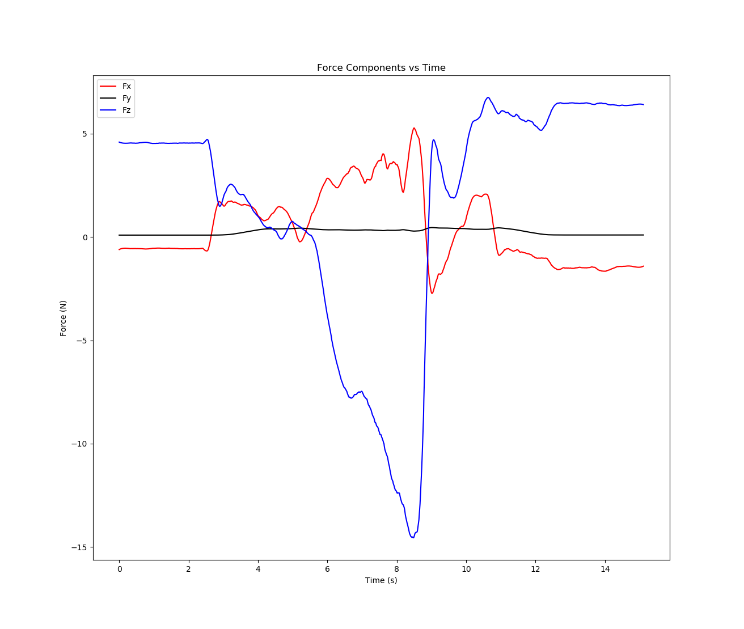 Force Components vs Time
Fx
Fy
Fz
5
0
−5
−10
−15
Force (N)
0 2 4 6 8 10 12 14
Time (s)